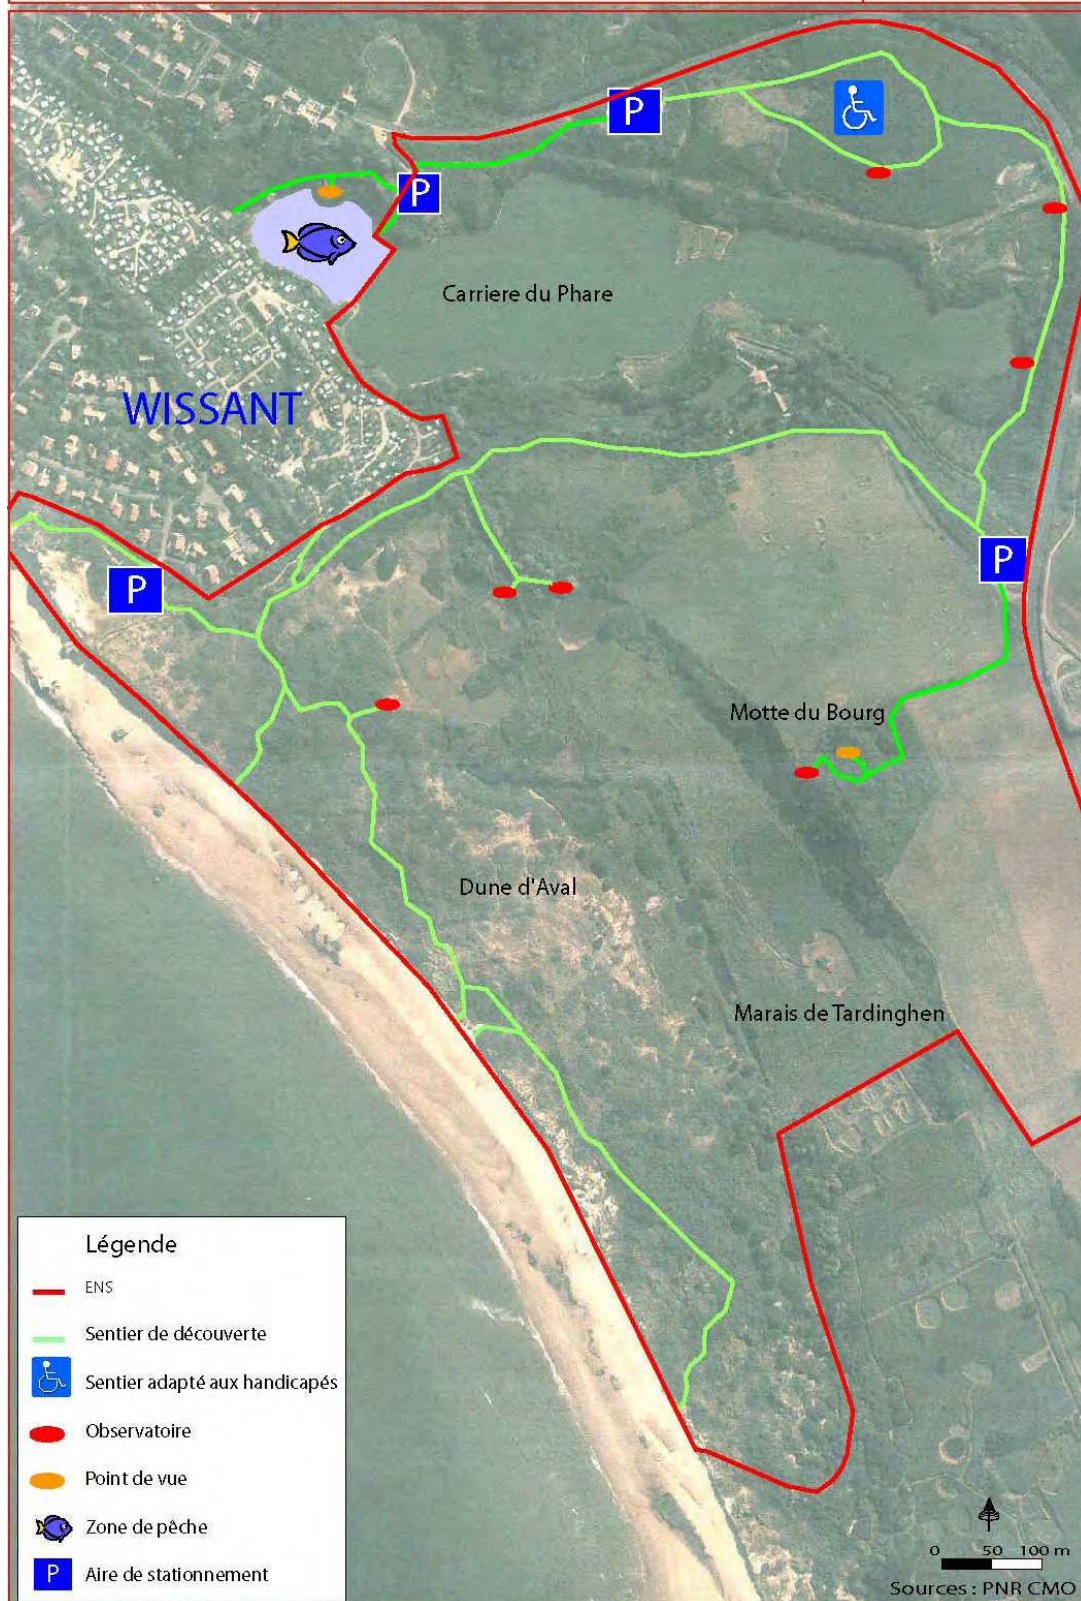 P
P
Carriere du Phare
WISSANT
P
P
Motte du Bourg
Dune d'Aval
Marais de Tardinghen
Légende
ENS
Sentier de découverte
Sentier adapté aux handicapés
Observatoire
Point de vue
Zone de pêche
P Aire de stationnement
0 50 100 m
Sources : PNR CMO